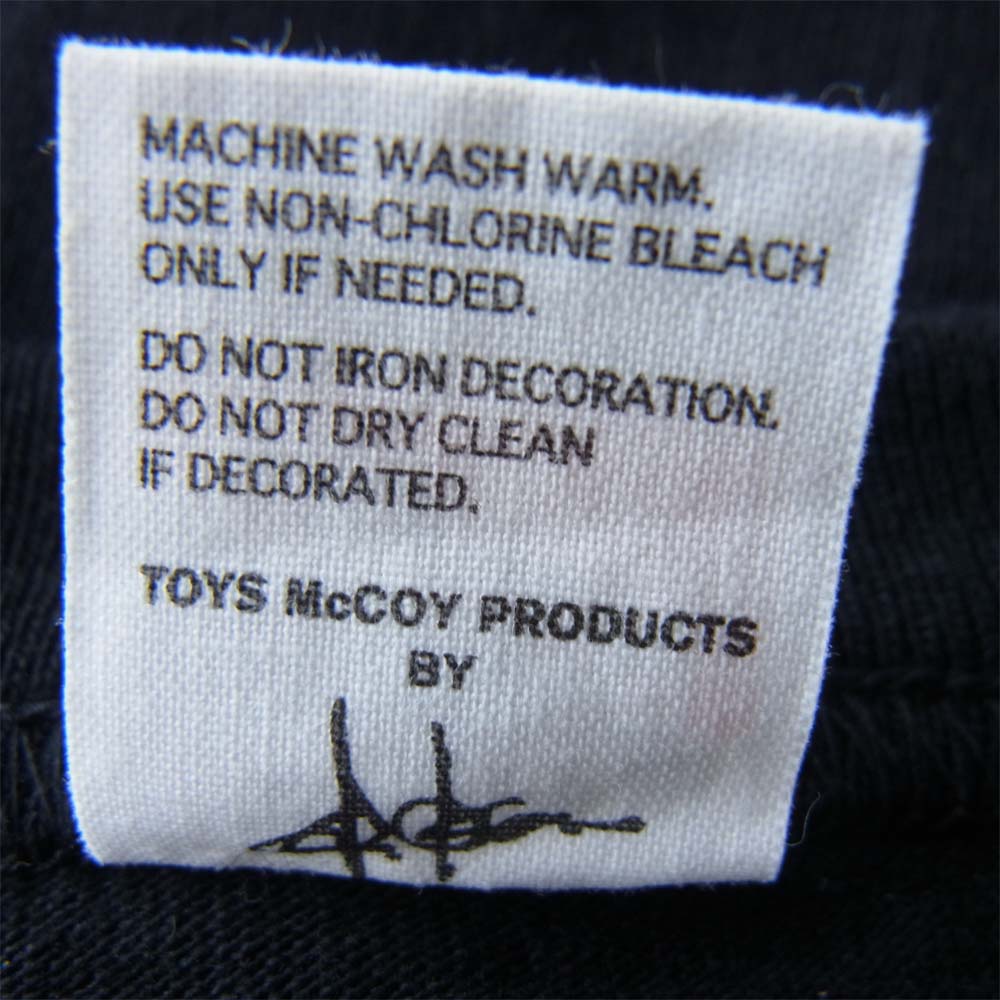 MACHINE WASH WARM.
USE NON-CHLORINE BLEACH
ONLY IF NEEDED.
DO NOT IRON DECORATION.
DO NOT DRY CLEAN
IF DECORATED.
TOYS McCOY PRODUCTS
BY